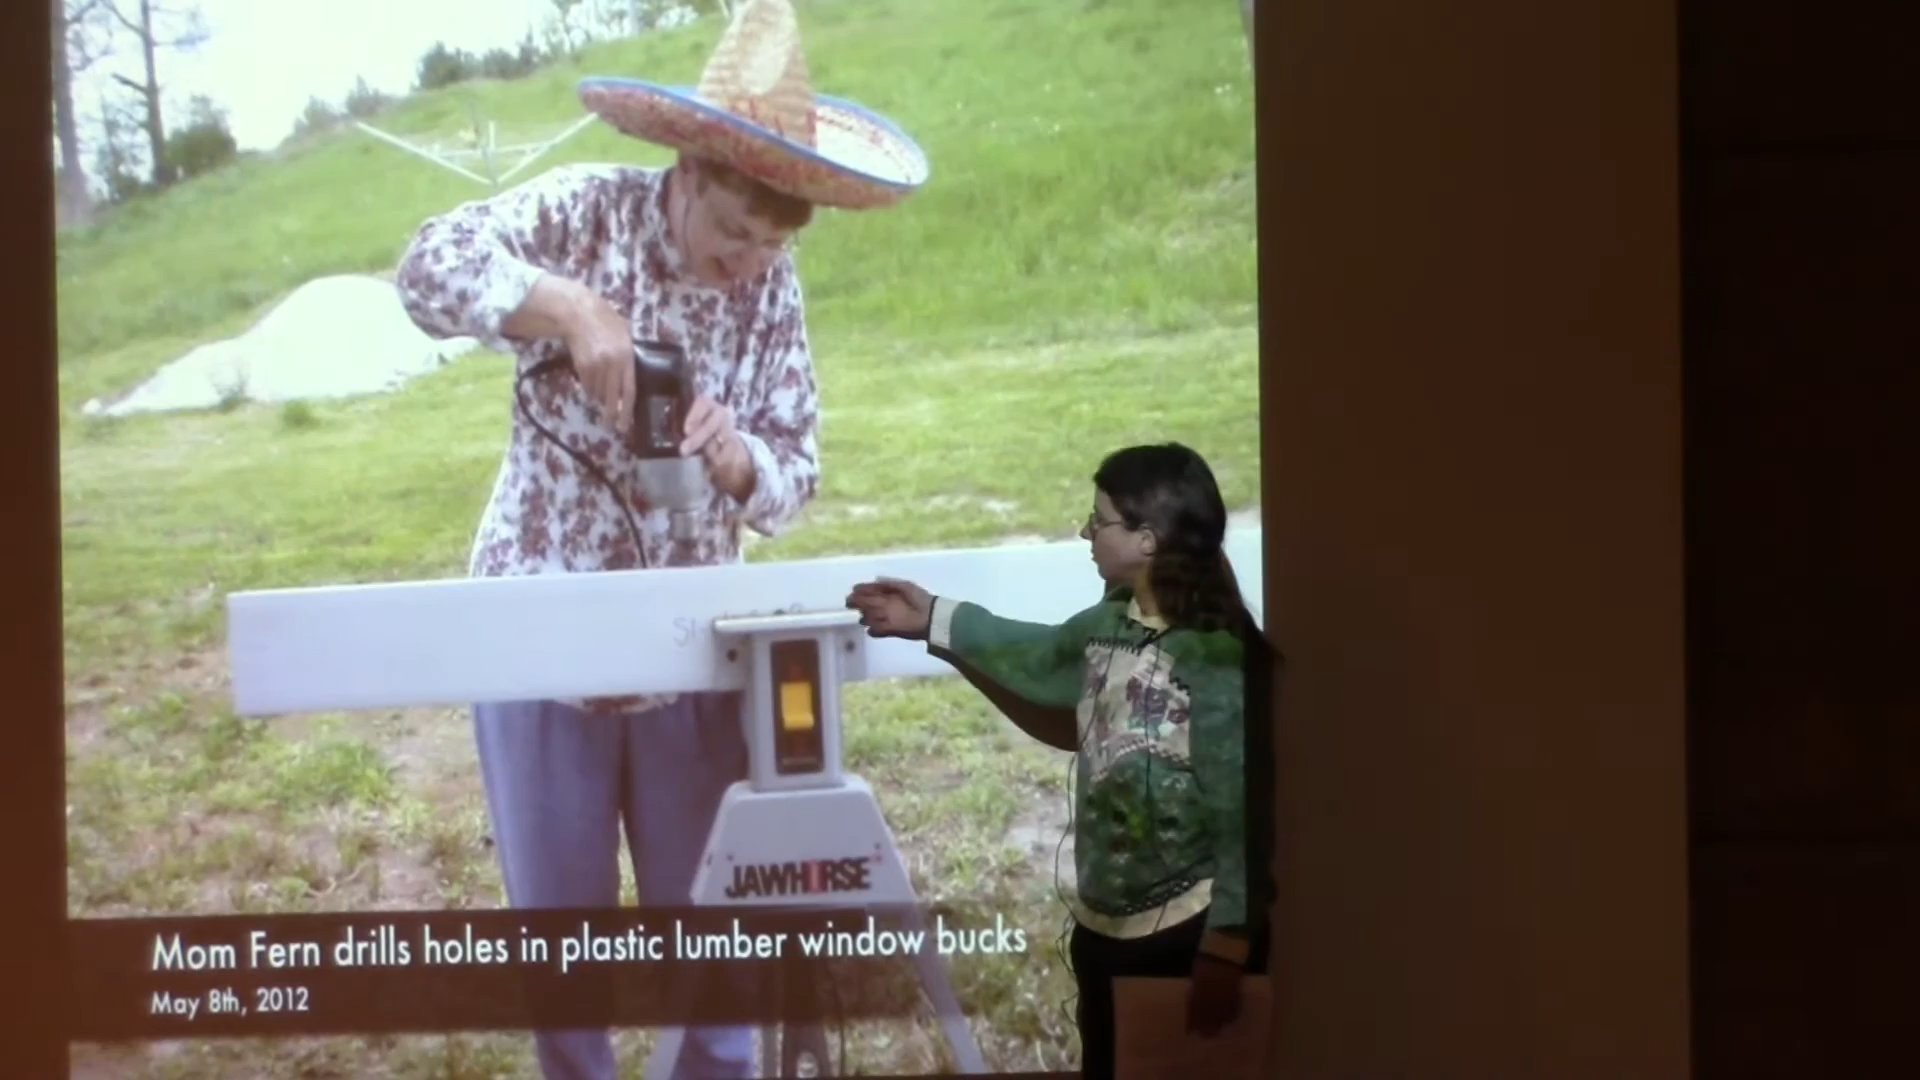 JAWHORSE
Mom Fern drills holes in plastic lumber window bucks
May 8th, 2012